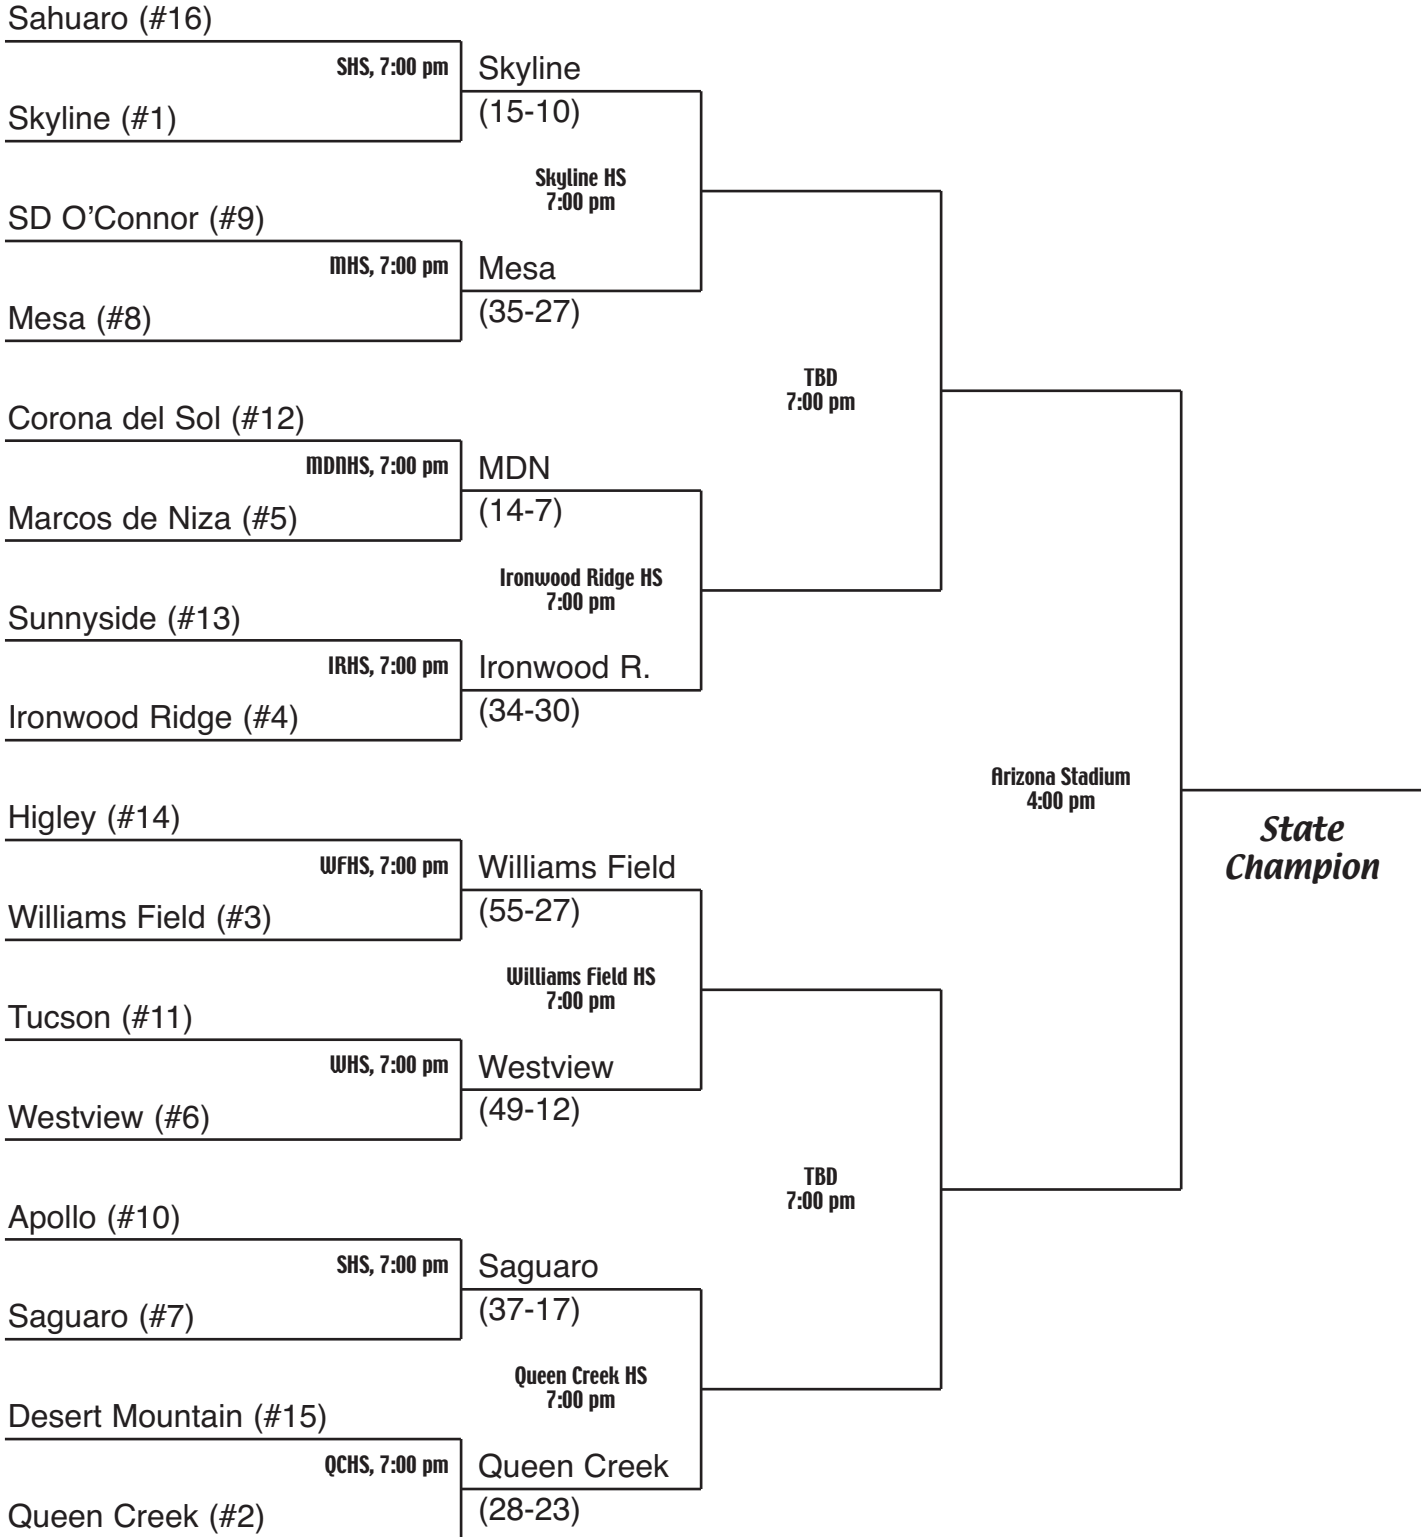 Sahuaro (#16)
SHS, 7:00 pm
Skyline (#1)
Skyline
(15-10)
Skyline HS
7:00 pm
SD O’Connor (#9)
MHS, 7:00 pm
Mesa (#8)
Mesa
(35-27)
TBD
7:00 pm
Corona del Sol (#12)
MDNHS, 7:00 pm
Marcos de Niza (#5)
MDN
(14-7)
Ironwood Ridge HS
7:00 pm
Sunnyside (#13)
IRHS, 7:00 pm
Ironwood Ridge (#4)
Ironwood R.
(34-30)
Arizona Stadium
4:00 pm
State
Champion
Higley (#14)
WFHS, 7:00 pm
Williams Field (#3)
Williams Field
(55-27)
Williams Field HS
7:00 pm
Tucson (#11)
WHS, 7:00 pm
Westview (#6)
Westview
(49-12)
TBD
7:00 pm
Apollo (#10)
SHS, 7:00 pm
Saguaro (#7)
Saguaro
(37-17)
Queen Creek HS
7:00 pm
Desert Mountain (#15)
QCHS, 7:00 pm
Queen Creek (#2)
Queen Creek
(28-23)